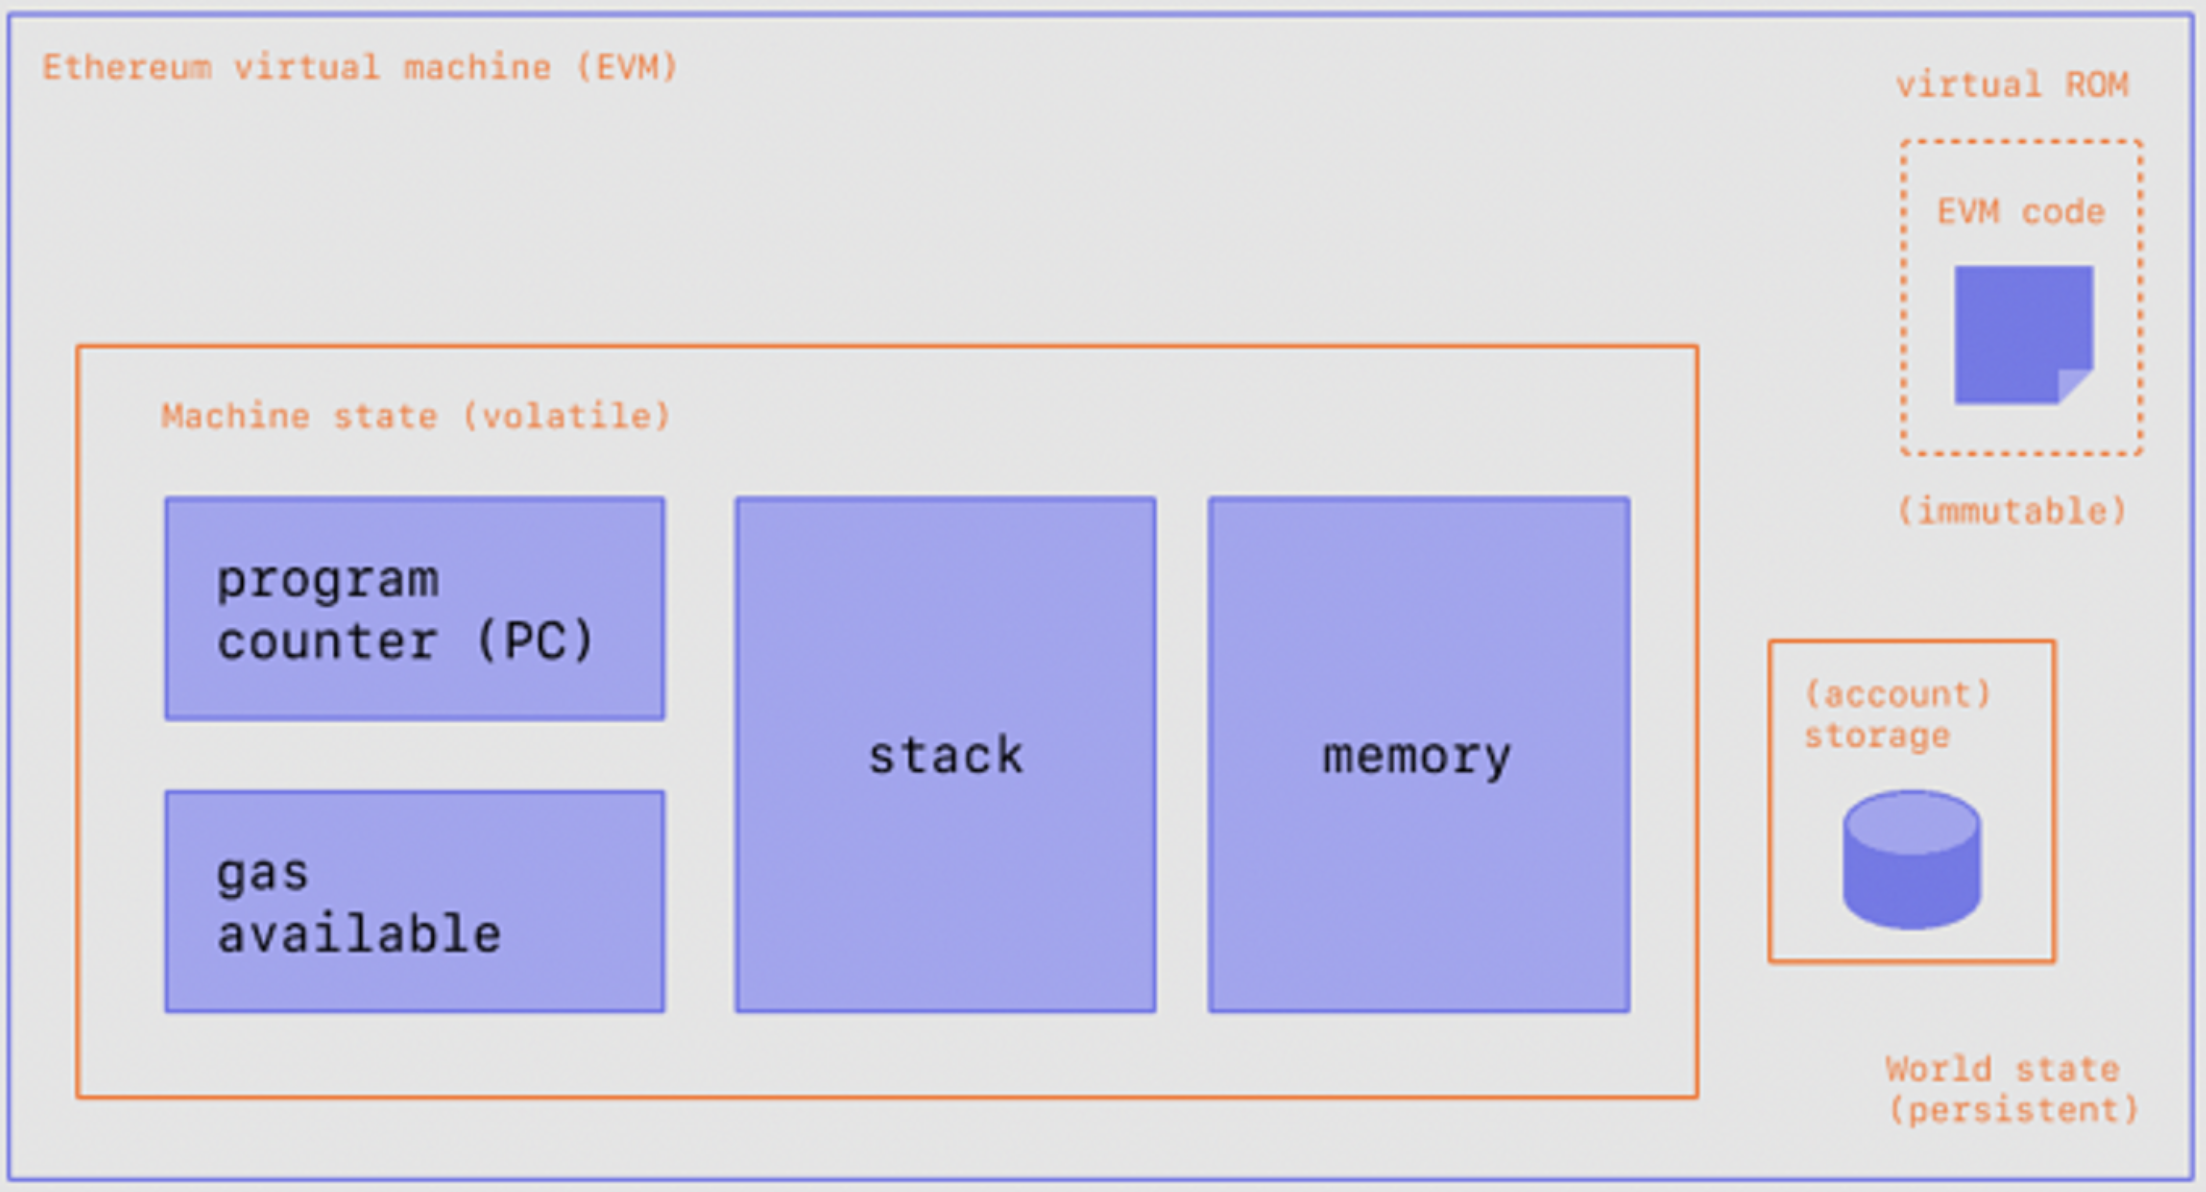 Ethereum virtual machine (EVM)
virtual ROM
EVM code
(immutable)
Machine state (volatile)
program
counter (PC)
gas
available
stack
memory
(account)
storage
World state
(persistent)